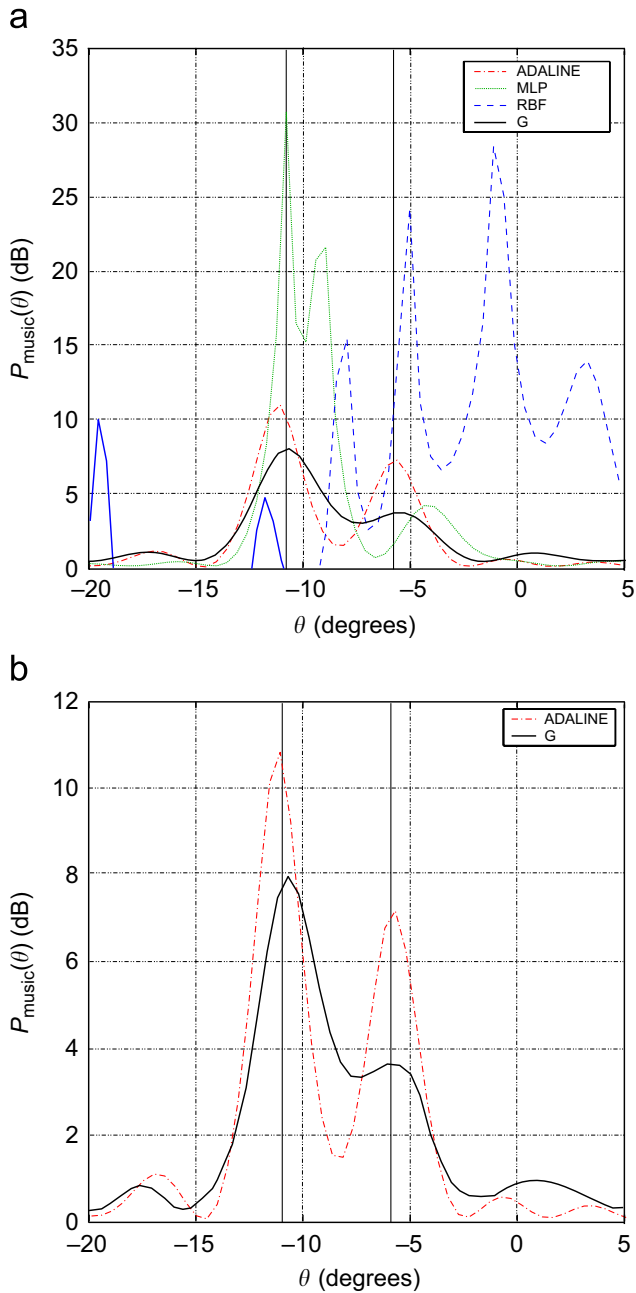 a
35
30
25
20
15
10
5
0
P_music(θ) (dB)
ADALINE
MLP
RBF
G
–20 –15 –10 –5 0 5
θ (degrees)
b
12
10
8
6
4
2
0
P_music(θ) (dB)
ADALINE
G
–20 –15 –10 –5 0 5
θ (degrees)